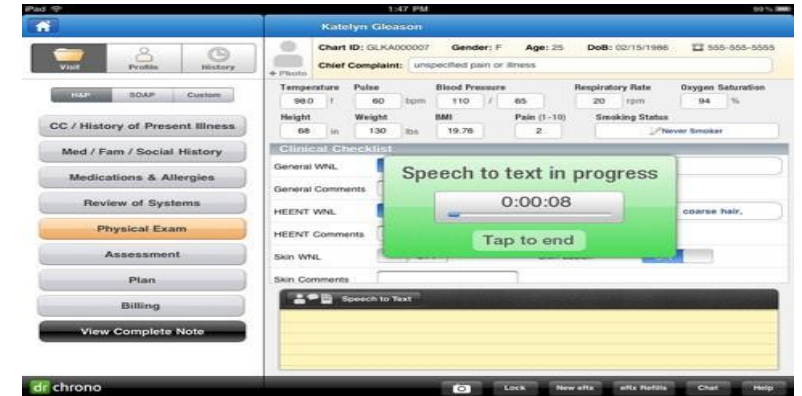 iPad 1:47 PM 99%
Katelyn Gleason
Visit Profile History
+ Photo
Chart ID: GLKA000007 Gender: F Age: 25 DoB: 02/15/1986 555-555-5555
Chief Complaint: unspecified pain or illness
H&P SOAP Custom
Temperature Pulse Blood Pressure Respiratory Rate Oxygen Saturation
98.0 f 60 bpm 110 / 65 20 rpm 94 %
Height Weight BMI Pain (1-10) Smoking Status
68 in 130 lbs 19.76 2 Never Smoker
CC / History of Present Illness
Med / Fam / Social History
Medications & Allergies
Review of Systems
Physical Exam
Assessment
Plan
Billing
View Complete Note
Clinical Checklist
General WNL
General Comments
HEENT WNL coarse hair,
HEENT Comments
Skin WNL
Skin Comments
Speech to text in progress
0:00:08
Tap to end
Speech to Text
dr chrono
Lock New eRx eRx Refills Chat Help